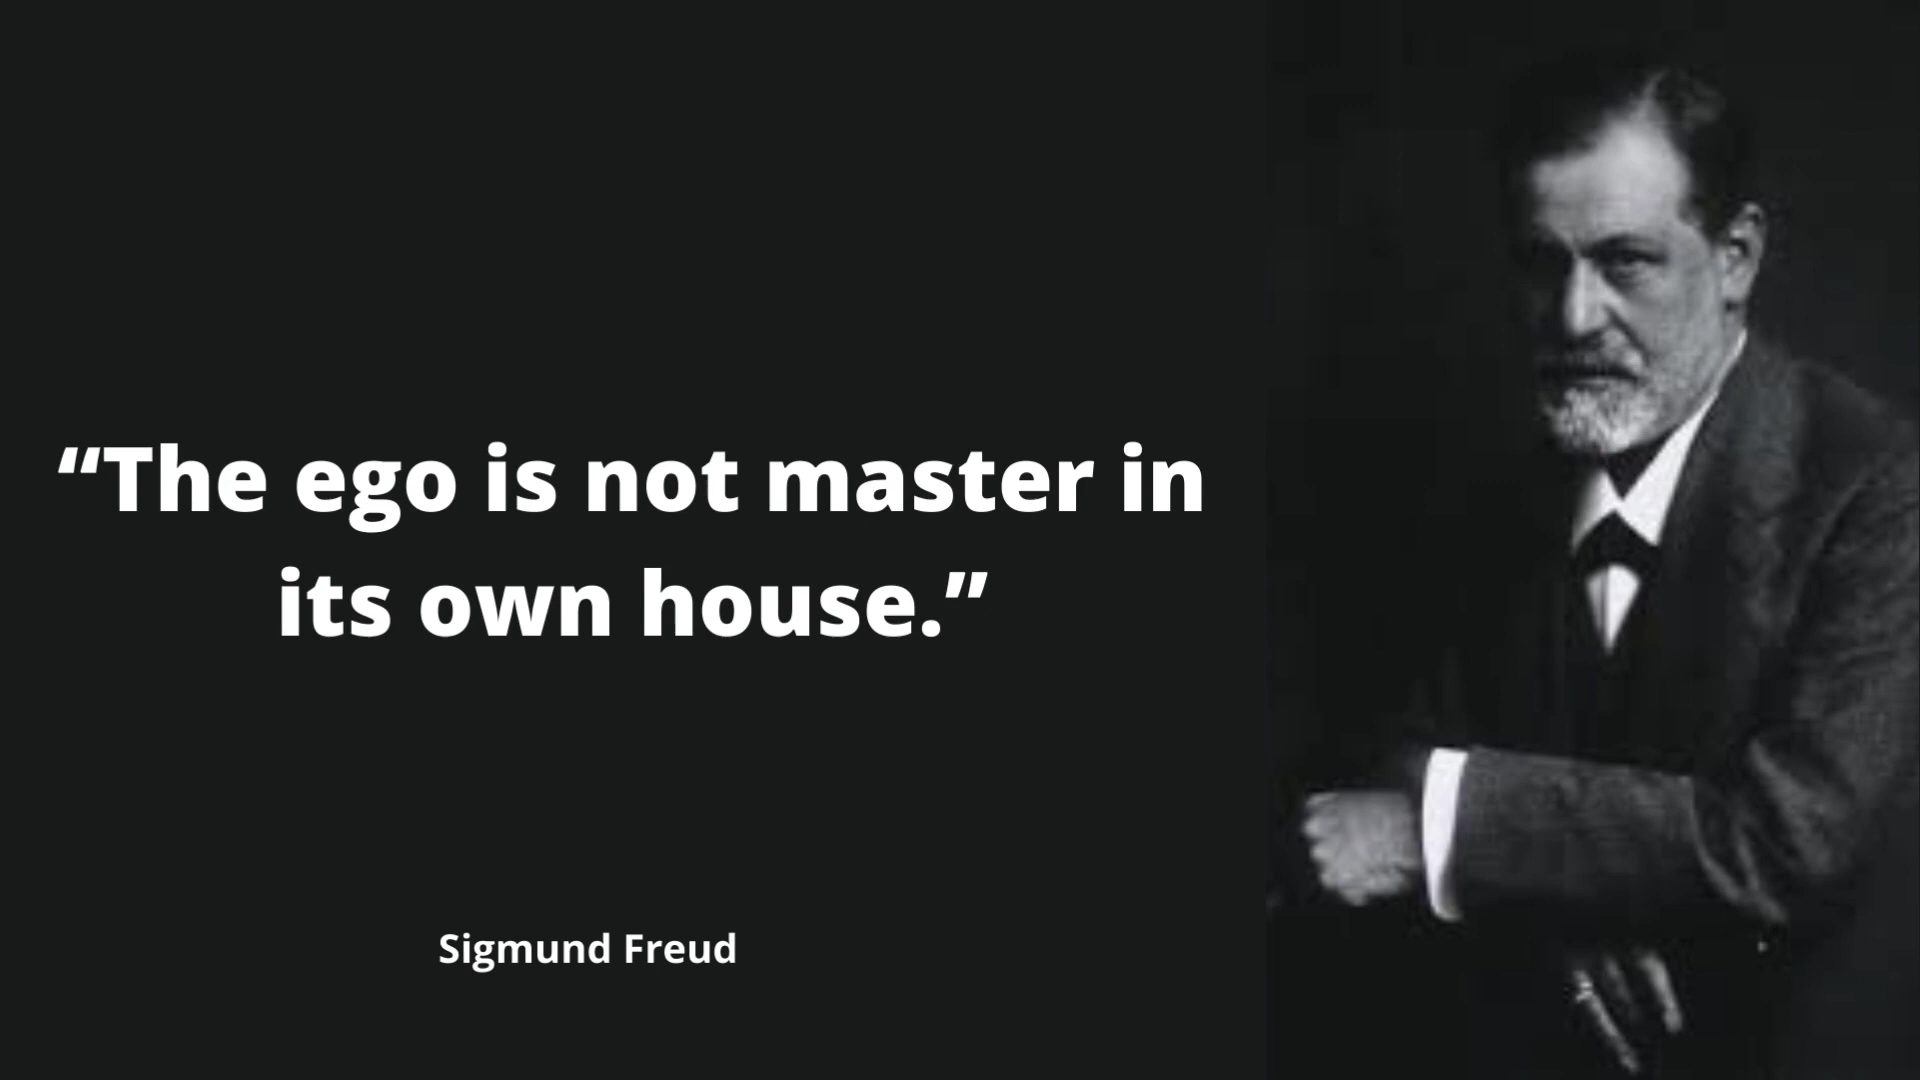 “The ego is not master in
its own house.”
Sigmund Freud